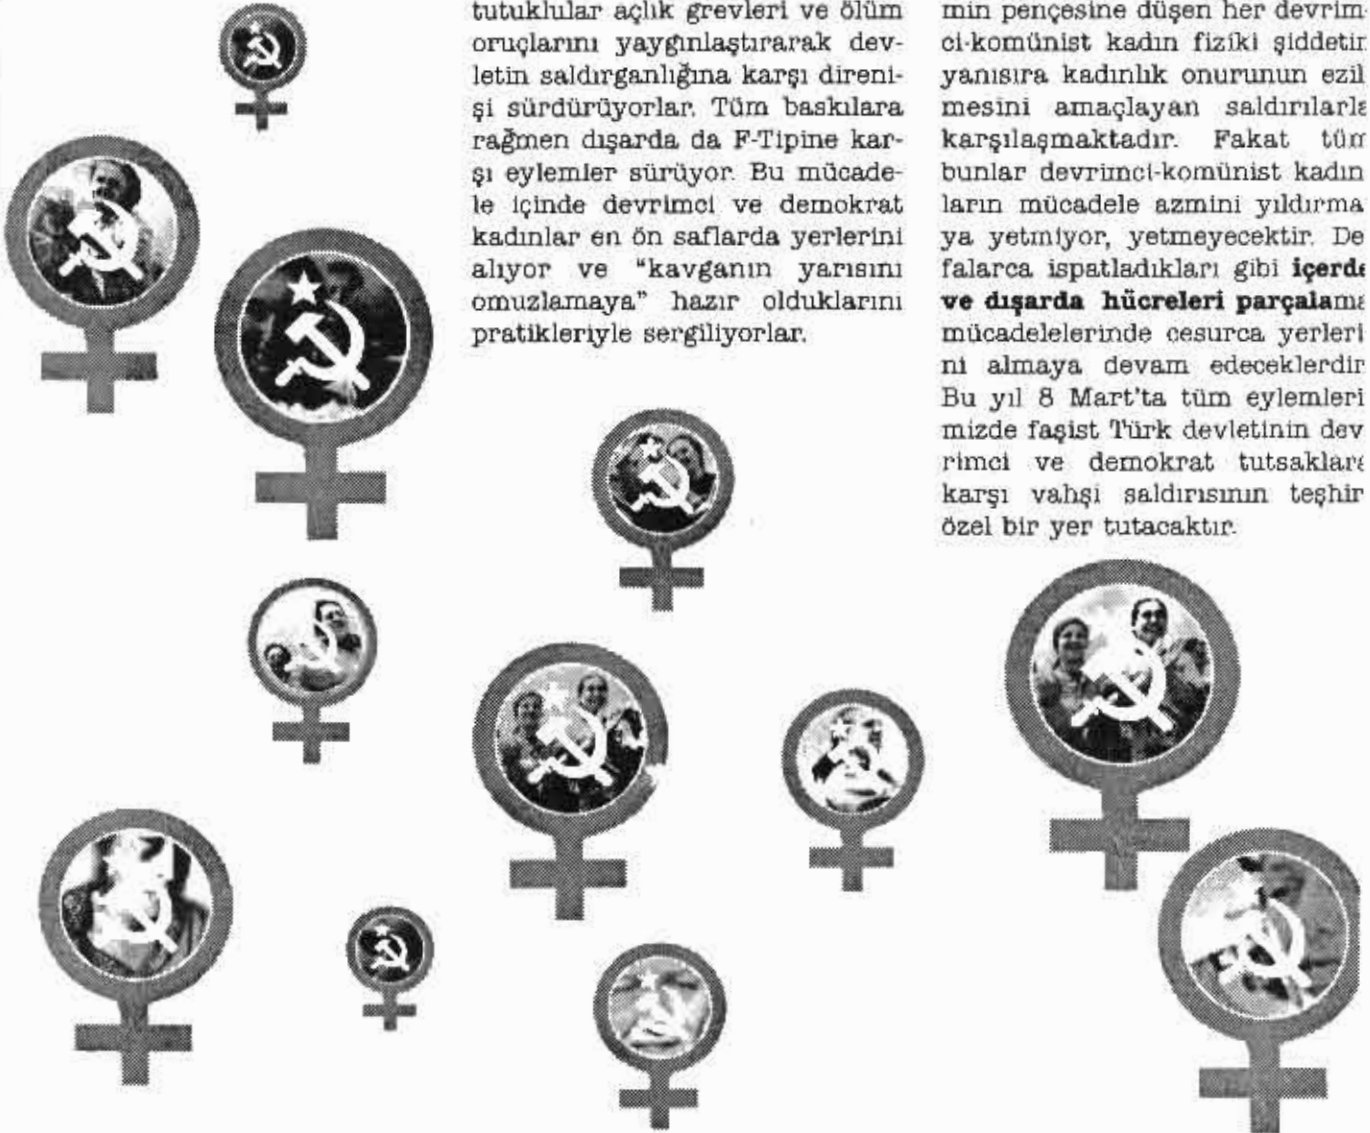 tutuklular açlık grevleri ve ölüm
oruçlarını yaygınlaştırarak dev-
letin saldırganlığına karşı direni-
şi sürdürüyorlar. Tüm baskılara
rağmen dışarda da F-Tipine kar-
şı eylemler sürüyor. Bu mücade-
le içinde devrimci ve demokrat
kadınlar en ön saflarda yerlerini
alıyor ve “kavganın yarısını
omuzlamaya” hazır olduklarını
pratikleriyle sergiliyorlar.
min pençesine düşen her devrim
ci-komünist kadın fiziki şiddetin
yanısıra kadınlık onurunun ezil
mesini amaçlayan saldırılarla
karşılaşmaktadır. Fakat tüm
bunlar devrimci-komünist kadın
ların mücadele azmini yıldırma
ya yetmiyor, yetmeyecektir. De
falarca ispatladıkları gibi içerde
ve dışarda hücreleri parçalama
mücadelelerinde cesurca yerleri
ni almaya devam edeceklerdir
Bu yıl 8 Mart'ta tüm eylemleri
mizde faşist Türk devletinin dev
rimci ve demokrat tutsaklara
karşı vahşi saldırısının teşhir
özel bir yer tutacaktır.